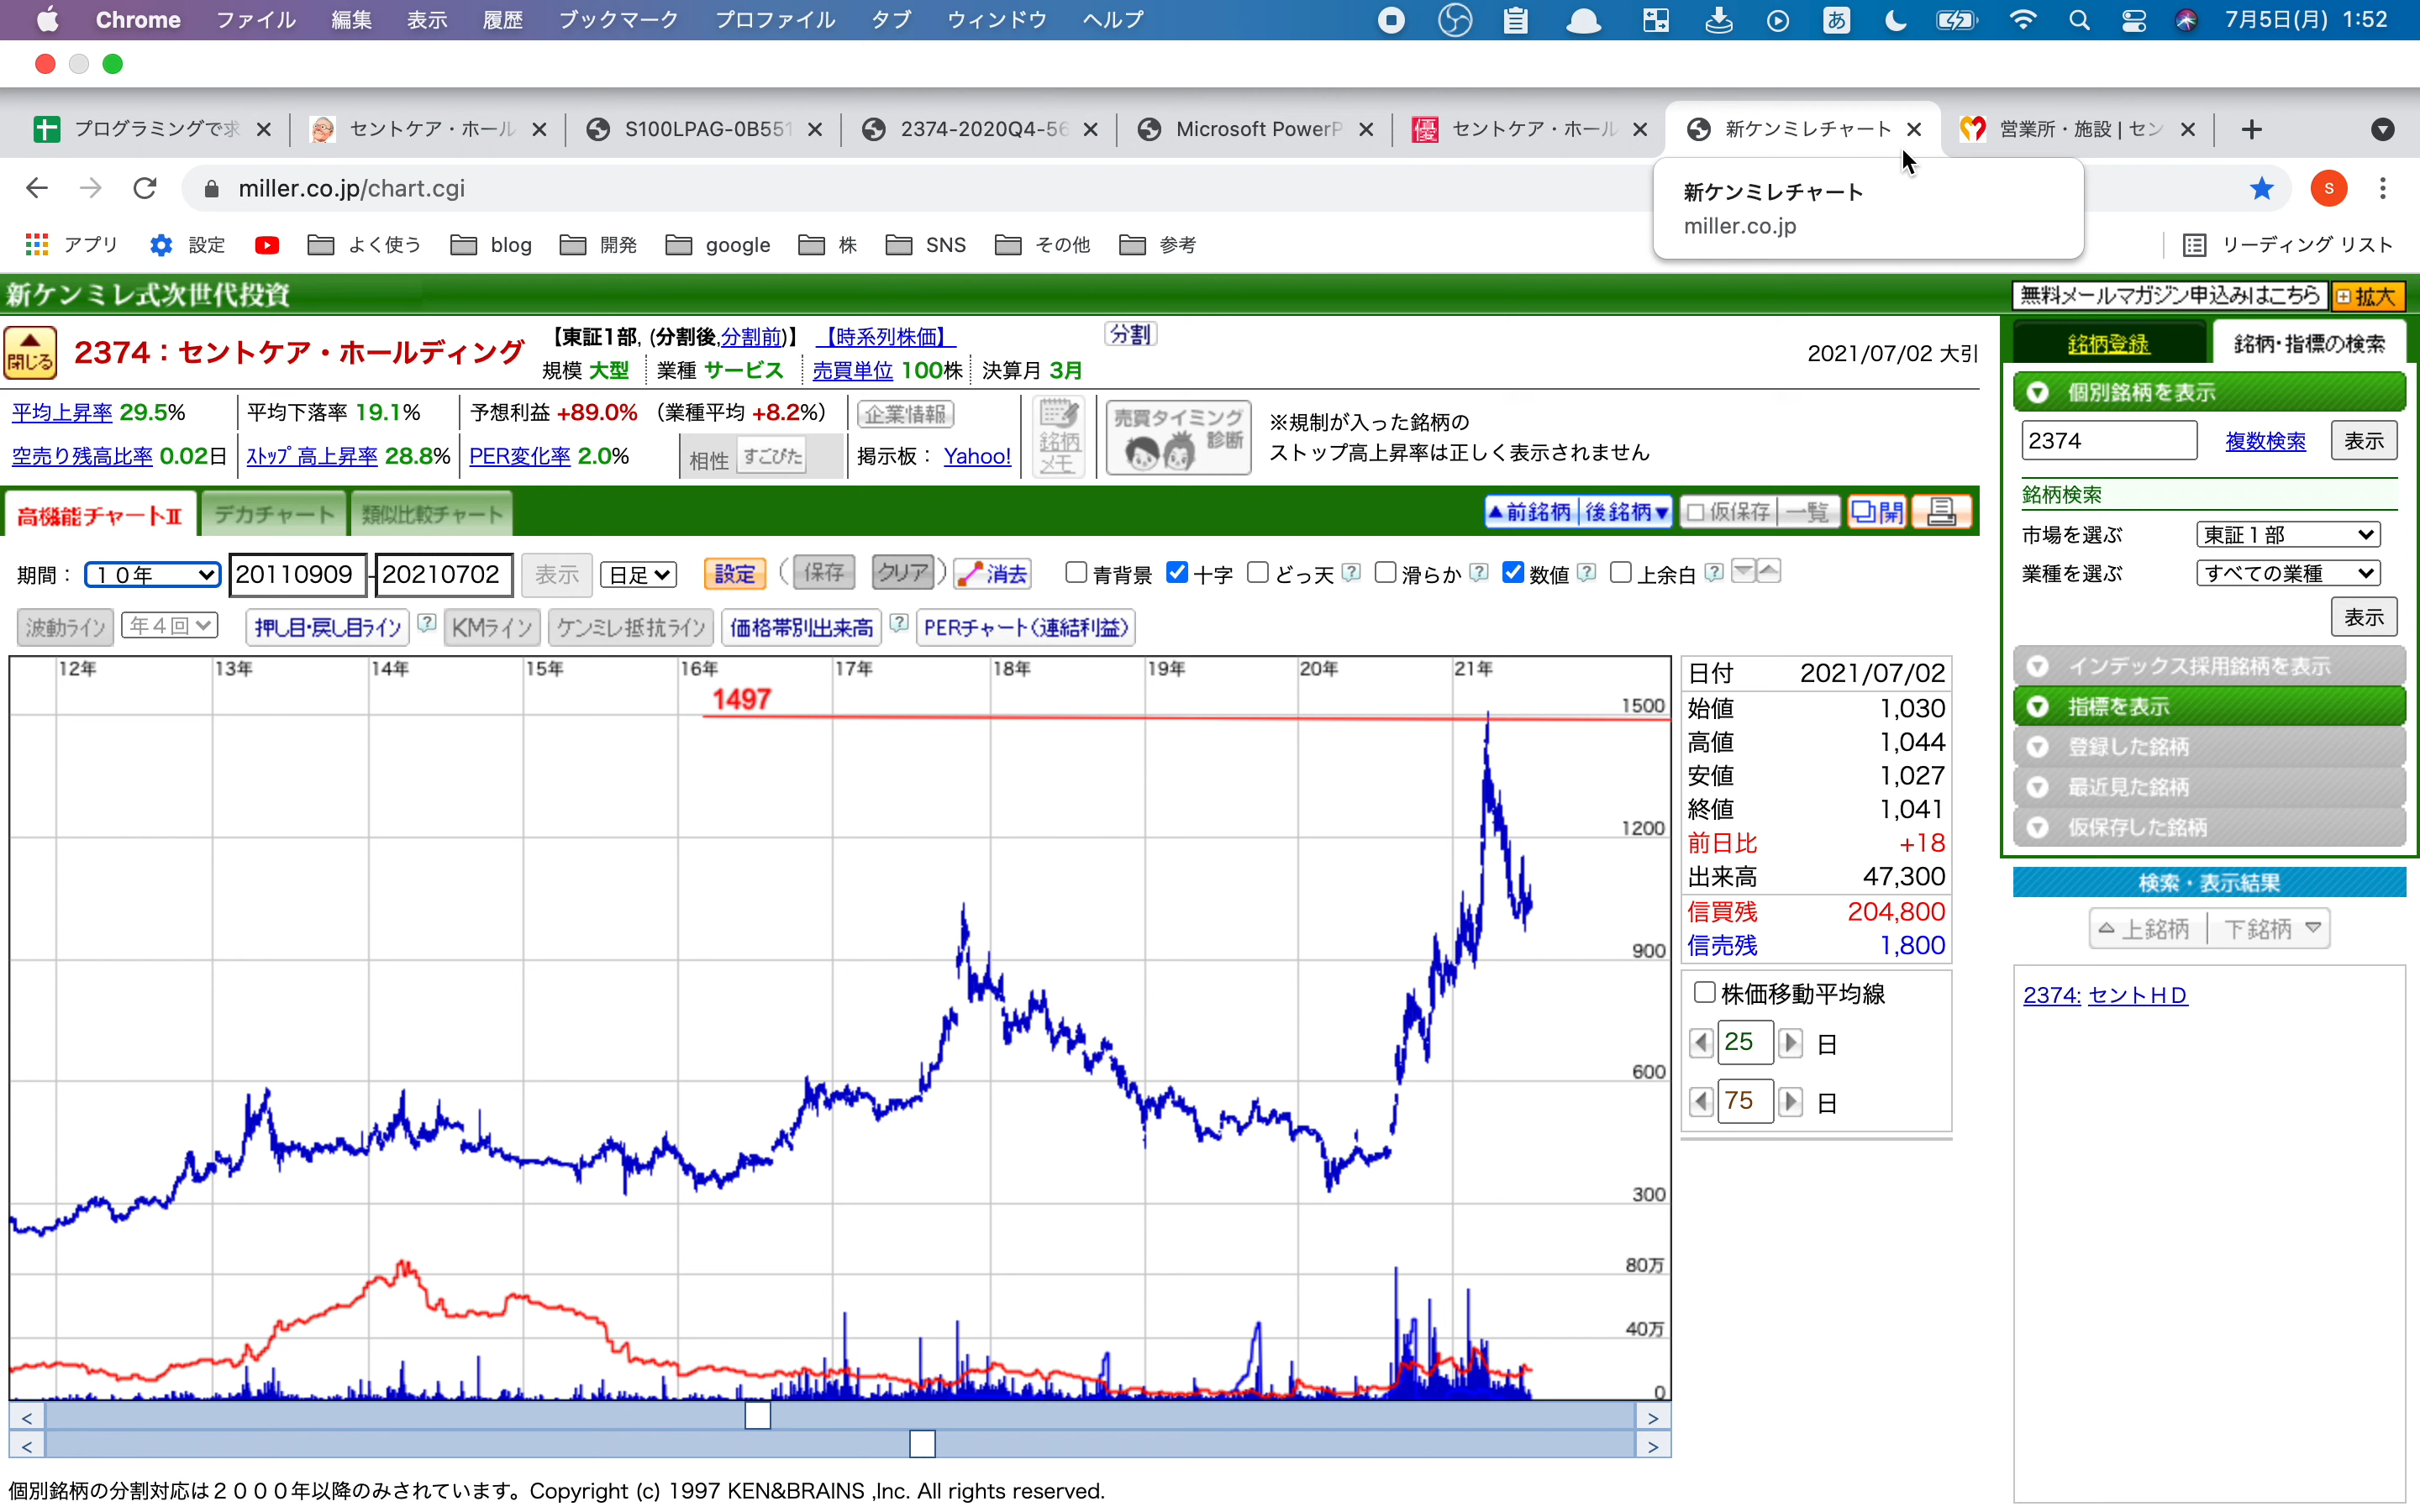 Chrome ファイル 編集 表示 履歴 ブックマーク プロファイル タブ ウィンドウ ヘルプ あ 7月5日(月) 1:52
プログラミングで求 セントケア・ホール S100LPAG-0B551 2374-2020Q4-56 Microsoft PowerP 優 セントケア・ホール 新ケンミレチャート 営業所・施設 | セン
miller.co.jp/chart.cgi S
新ケンミレチャート
miller.co.jp
アプリ 設定 よく使う blog 開発 google 株 SNS その他 参考 リーディング リスト
新ケンミレ式次世代投資 無料メールマガジン申込みはこちら 拡大
閉じる 2374：セントケア・ホールディング 【東証1部, (分割後,分割前)】 【時系列株価】 分割 2021/07/02 大引
規模 大型 業種 サービス 売買単位 100株 決算月 3月
平均上昇率 29.5% 平均下落率 19.1% 予想利益 +89.0% (業種平均 +8.2%) 企業情報
空売り残高比率 0.02日 ｽﾄｯﾌﾟ高上昇率 28.8% PER変化率 2.0% 相性 すごぴた 掲示板： Yahoo!
銘柄メモ 売買タイミング診断
※規制が入った銘柄の
ストップ高上昇率は正しく表示されません
高機能チャートII デカチャート 類似比較チャート ▲前銘柄 後銘柄▼ 仮保存 一覧 開
期間： １０年 20110909 - 20210702 表示 日足 設定 ( 保存 クリア ) 消去 青背景 十字 どっ天 ? 滑らか ? 数値 ? 上余白 ?
波動ライン 年４回 押し目・戻し目ライン ? KMライン ケンミレ抵抗ライン 価格帯別出来高 ? PERチャート(連結利益)
12年 13年 14年 15年 16年 17年 18年 19年 20年 21年
1497
1500
1200
900
600
300
80万
40万
0
< >
< >
日付 2021/07/02
始値 1,030
高値 1,044
安値 1,027
終値 1,041
前日比 +18
出来高 47,300
信買残 204,800
信売残 1,800
株価移動平均線
25 日
75 日
銘柄登録 銘柄・指標の検索
個別銘柄を表示
2374 複数検索 表示
銘柄検索
市場を選ぶ 東証１部
業種を選ぶ すべての業種
表示
インデックス採用銘柄を表示
指標を表示
登録した銘柄
最近見た銘柄
仮保存した銘柄
検索・表示結果
△上銘柄 下銘柄▽
2374: セントＨＤ
個別銘柄の分割対応は２０００年以降のみされています。Copyright (c) 1997 KEN&BRAINS ,Inc. All rights reserved.